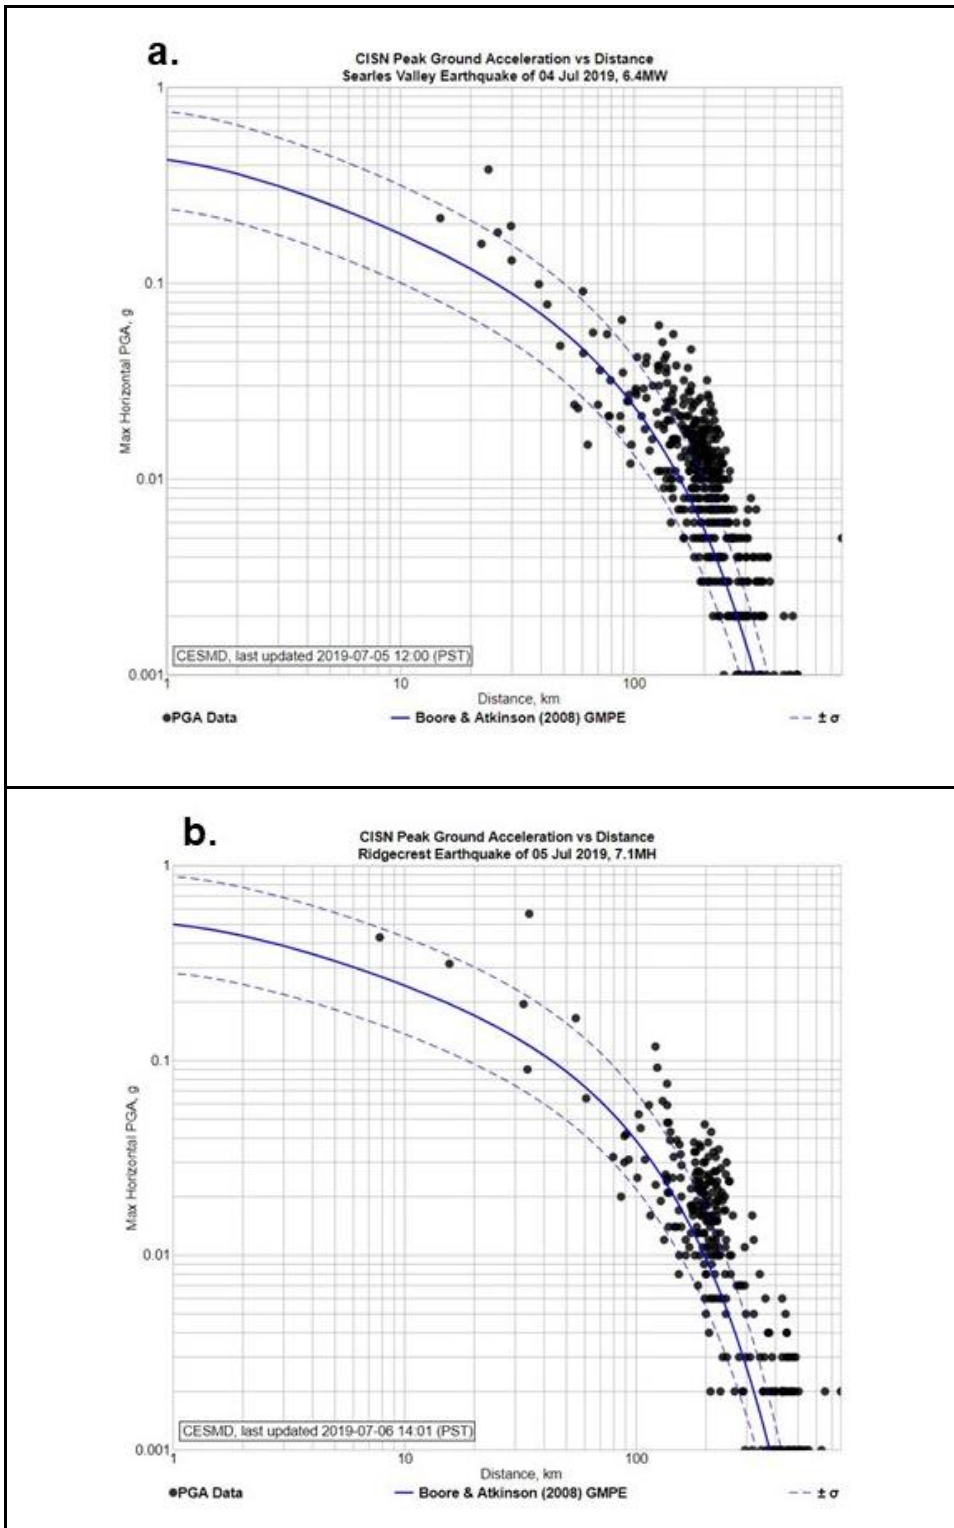 a.
CISN Peak Ground Acceleration vs Distance
Searles Valley Earthquake of 04 Jul 2019, 6.4MW
1
0.1
0.01
0.001
Max Horizontal PGA, g
CESMD, last updated 2019-07-05 12:00 (PST)
1 10 100
Distance, km
PGA Data Boore & Atkinson (2008) GMPE ± σ
b.
CISN Peak Ground Acceleration vs Distance
Ridgecrest Earthquake of 05 Jul 2019, 7.1MH
1
0.1
0.01
0.001
Max Horizontal PGA, g
CESMD, last updated 2019-07-06 14:01 (PST)
1 10 100
Distance, km
PGA Data Boore & Atkinson (2008) GMPE ± σ